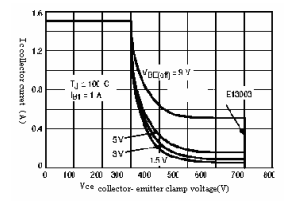 1.6
1.2
0.8
0.4
0
Ic collector curret (A)
VBE(off) = 9 V
TJ ≤ 100 C
IB1 = 1 A
E13003
5V
3V
1.5 V
0 100 200 300 400 500 600 700 800
Vce collector- emitter clamp voltage(V)